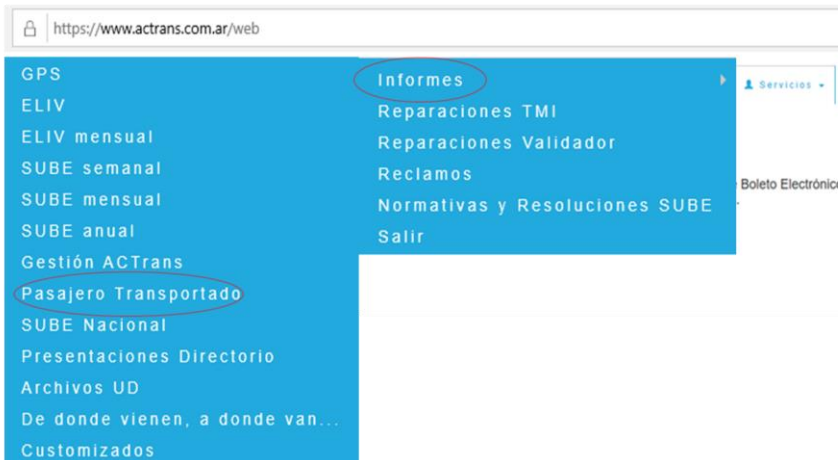 https://www.actrans.com.ar/web
GPS
ELIV
ELIV mensual
SUBE semanal
SUBE mensual
SUBE anual
Gestión ACTrans
Pasajero Transportado
SUBE Nacional
Presentaciones Directorio
Archivos UD
De donde vienen, a donde van...
Customizados
Informes
Reparaciones TMI
Reparaciones Validador
Reclamos
Normativas y Resoluciones SUBE
Salir
Servicios
Boleto Electrónico